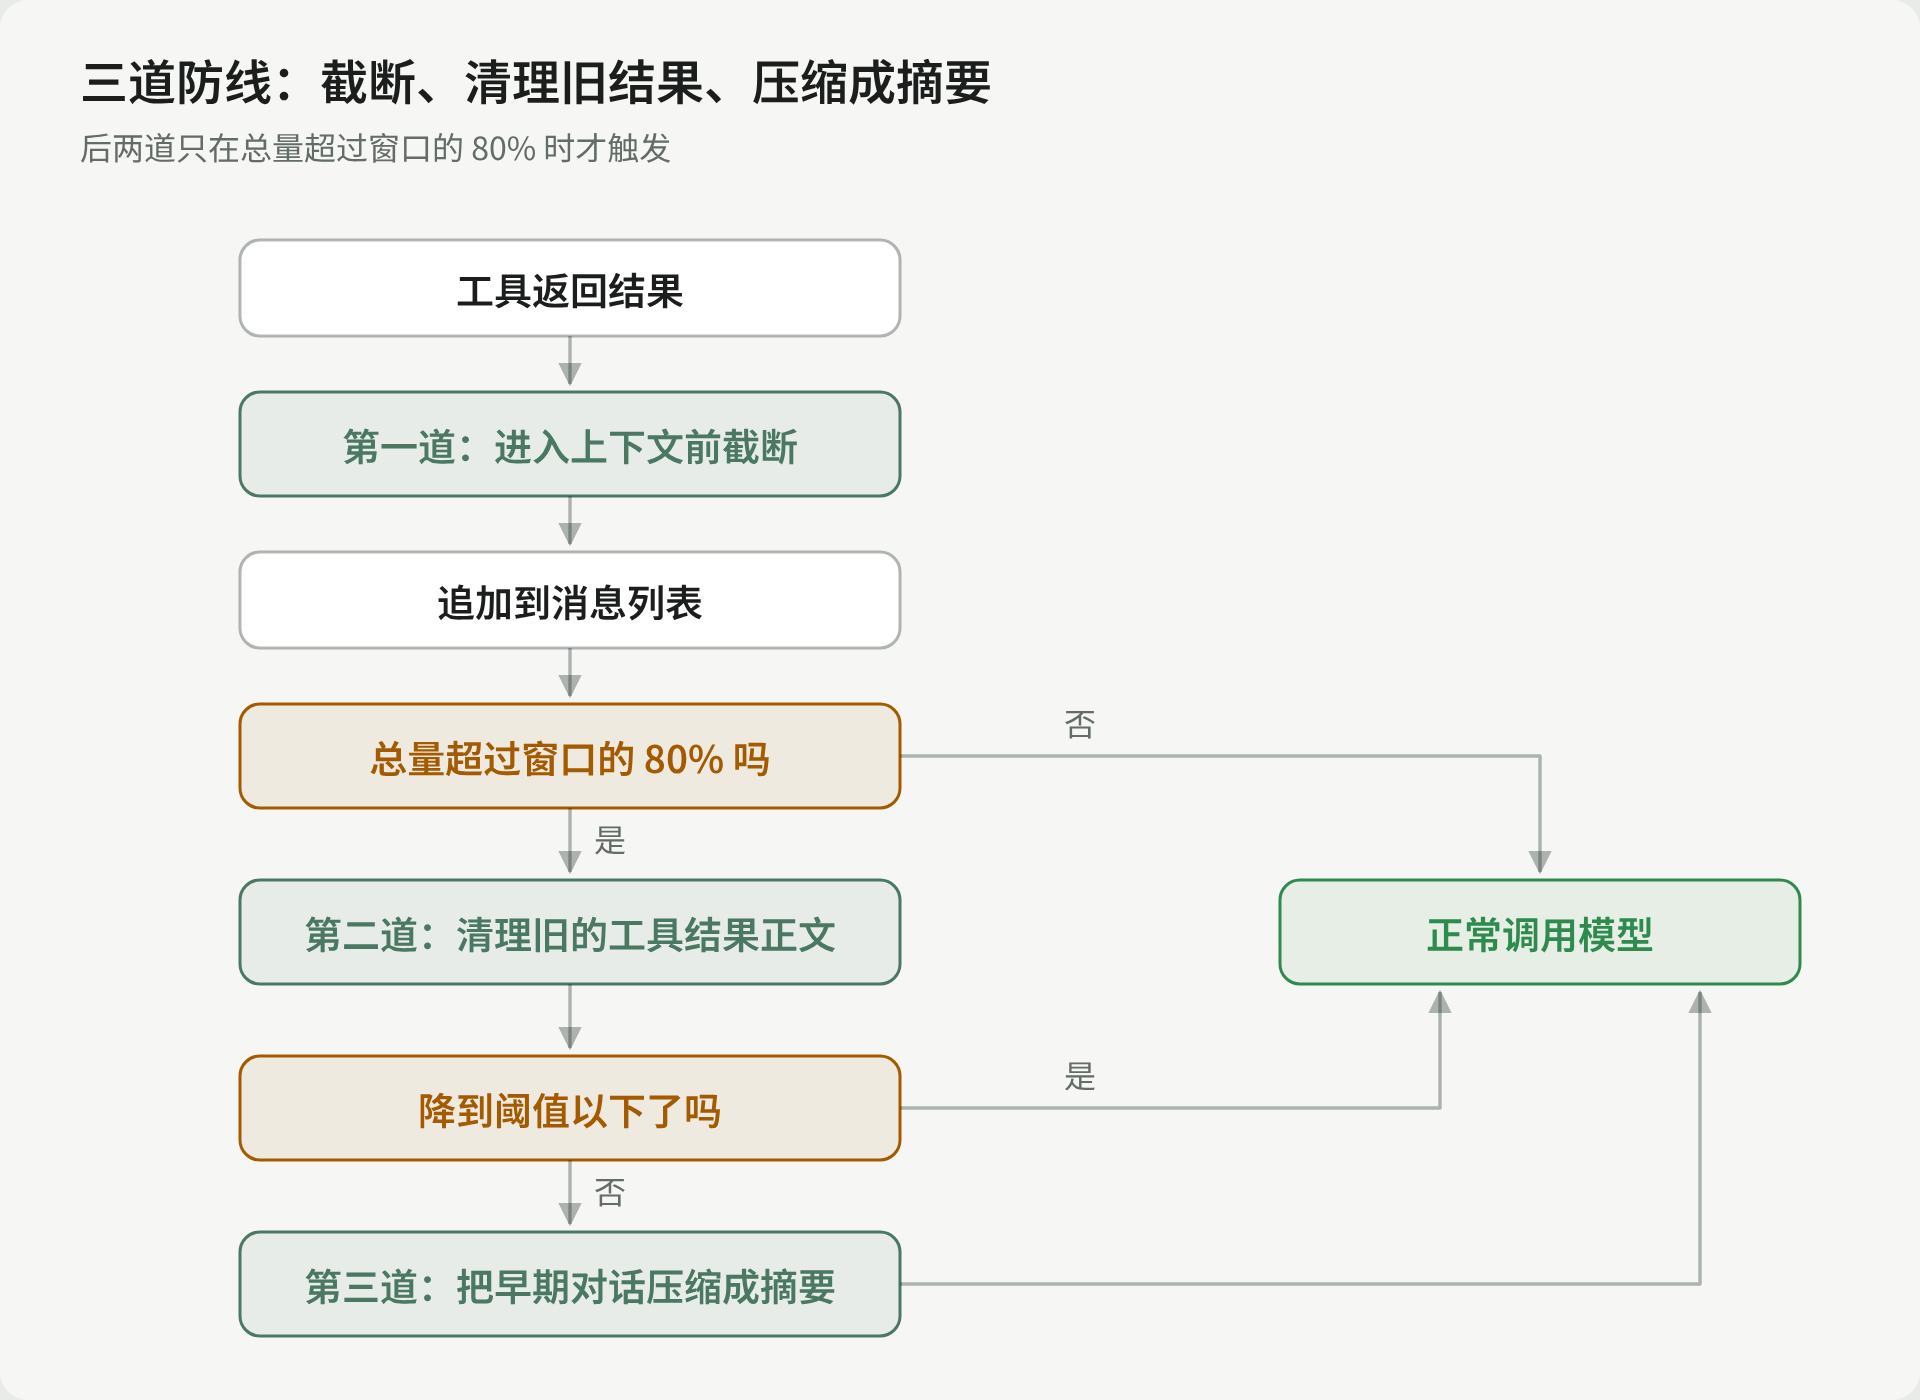 三道防线：截断、清理旧结果、压缩成摘要
后两道只在总量超过窗口的 80% 时才触发
工具返回结果
第一道：进入上下文前截断
追加到消息列表
总量超过窗口的 80% 吗
否
是
第二道：清理旧的工具结果正文
正常调用模型
降到阈值以下了吗
是
否
第三道：把早期对话压缩成摘要